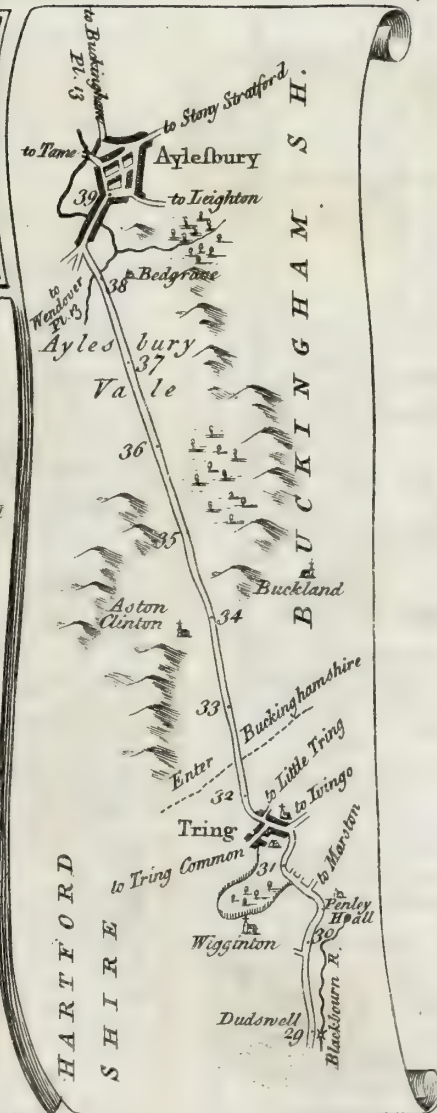 to Buckingham
Pl. 13
to Stony Stratford
to Tame
Aylesbury
39
to Leighton
BUCKINGHAM SH.
38
Bedgrave
to
Wendover
Pl. 13
Aylesbury
37
Vale
36
35
Buckland
34
Aston
Clinton
33
Enter Buckinghamshire
32
to Little Tring
to Ivingo
Tring
to Marston
to Tring Common
31
Penley
Hall
30
Wigginton
HARTFORD
SHIRE
Dudswell
29
Blackbourn R.